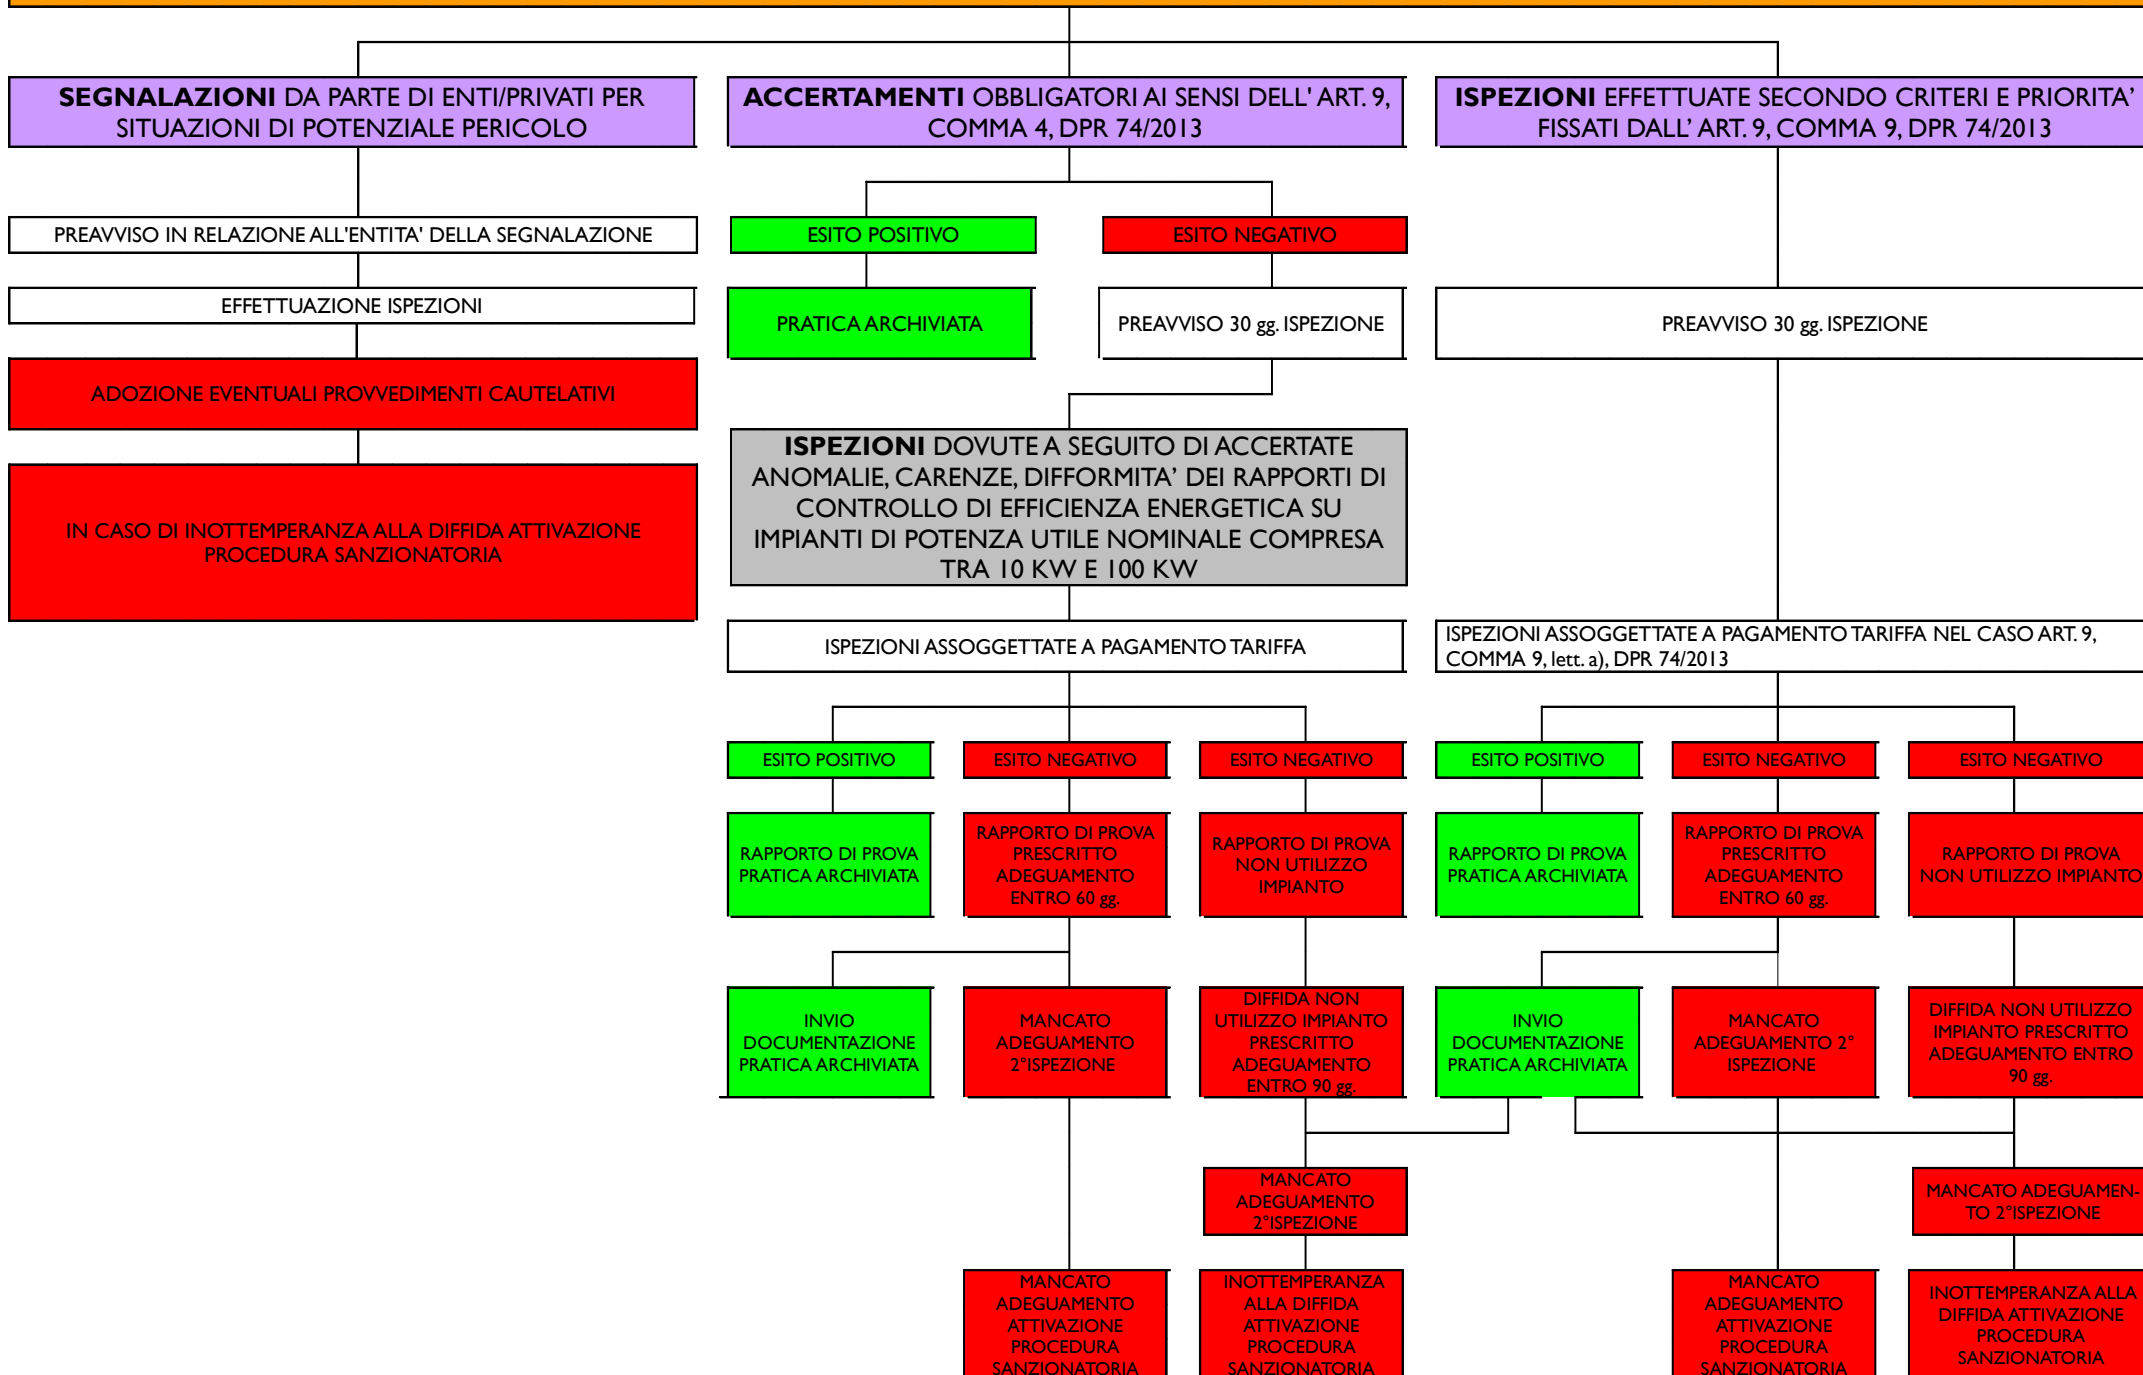 SEGNALAZIONI DA PARTE DI ENTI/PRIVATI PER
SITUAZIONI DI POTENZIALE PERICOLO
ACCERTAMENTI OBBLIGATORI AI SENSI DELL' ART. 9,
COMMA 4, DPR 74/2013
ISPEZIONI EFFETTUATE SECONDO CRITERI E PRIORITA’
FISSATI DALL’ ART. 9, COMMA 9, DPR 74/2013
PREAVVISO IN RELAZIONE ALL'ENTITA' DELLA SEGNALAZIONE
ESITO POSITIVO
ESITO NEGATIVO
EFFETTUAZIONE ISPEZIONI
PRATICA ARCHIVIATA
PREAVVISO 30 gg. ISPEZIONE
PREAVVISO 30 gg. ISPEZIONE
ADOZIONE EVENTUALI PROVVEDIMENTI CAUTELATIVI
IN CASO DI INOTTEMPERANZA ALLA DIFFIDA ATTIVAZIONE
PROCEDURA SANZIONATORIA
ISPEZIONI DOVUTE A SEGUITO DI ACCERTATE
ANOMALIE, CARENZE, DIFFORMITA’ DEI RAPPORTI DI
CONTROLLO DI EFFICIENZA ENERGETICA SU
IMPIANTI DI POTENZA UTILE NOMINALE COMPRESA
TRA 10 KW E 100 KW
ISPEZIONI ASSOGGETTATE A PAGAMENTO TARIFFA
ISPEZIONI ASSOGGETTATE A PAGAMENTO TARIFFA NEL CASO ART. 9,
COMMA 9, lett. a), DPR 74/2013
ESITO POSITIVO
ESITO NEGATIVO
ESITO NEGATIVO
ESITO POSITIVO
ESITO NEGATIVO
ESITO NEGATIVO
RAPPORTO DI PROVA
PRATICA ARCHIVIATA
RAPPORTO DI PROVA
PRESCRITTO
ADEGUAMENTO
ENTRO 60 gg.
RAPPORTO DI PROVA
NON UTILIZZO
IMPIANTO
RAPPORTO DI PROVA
PRATICA ARCHIVIATA
RAPPORTO DI PROVA
PRESCRITTO
ADEGUAMENTO
ENTRO 60 gg.
RAPPORTO DI PROVA
NON UTILIZZO IMPIANTO
INVIO
DOCUMENTAZIONE
PRATICA ARCHIVIATA
MANCATO
ADEGUAMENTO
2°ISPEZIONE
DIFFIDA NON
UTILIZZO IMPIANTO
PRESCRITTO
ADEGUAMENTO
ENTRO 90 gg.
INVIO
DOCUMENTAZIONE
PRATICA ARCHIVIATA
MANCATO
ADEGUAMENTO 2°
ISPEZIONE
DIFFIDA NON UTILIZZO
IMPIANTO PRESCRITTO
ADEGUAMENTO ENTRO
90 gg.
MANCATO
ADEGUAMENTO
2°ISPEZIONE
MANCATO ADEGUAMEN-
TO 2°ISPEZIONE
MANCATO
ADEGUAMENTO
ATTIVAZIONE
PROCEDURA
SANZIONATORIA
INOTTEMPERANZA
ALLA DIFFIDA
ATTIVAZIONE
PROCEDURA
SANZIONATORIA
MANCATO
ADEGUAMENTO
ATTIVAZIONE
PROCEDURA
SANZIONATORIA
INOTTEMPERANZA ALLA
DIFFIDA ATTIVAZIONE
PROCEDURA
SANZIONATORIA